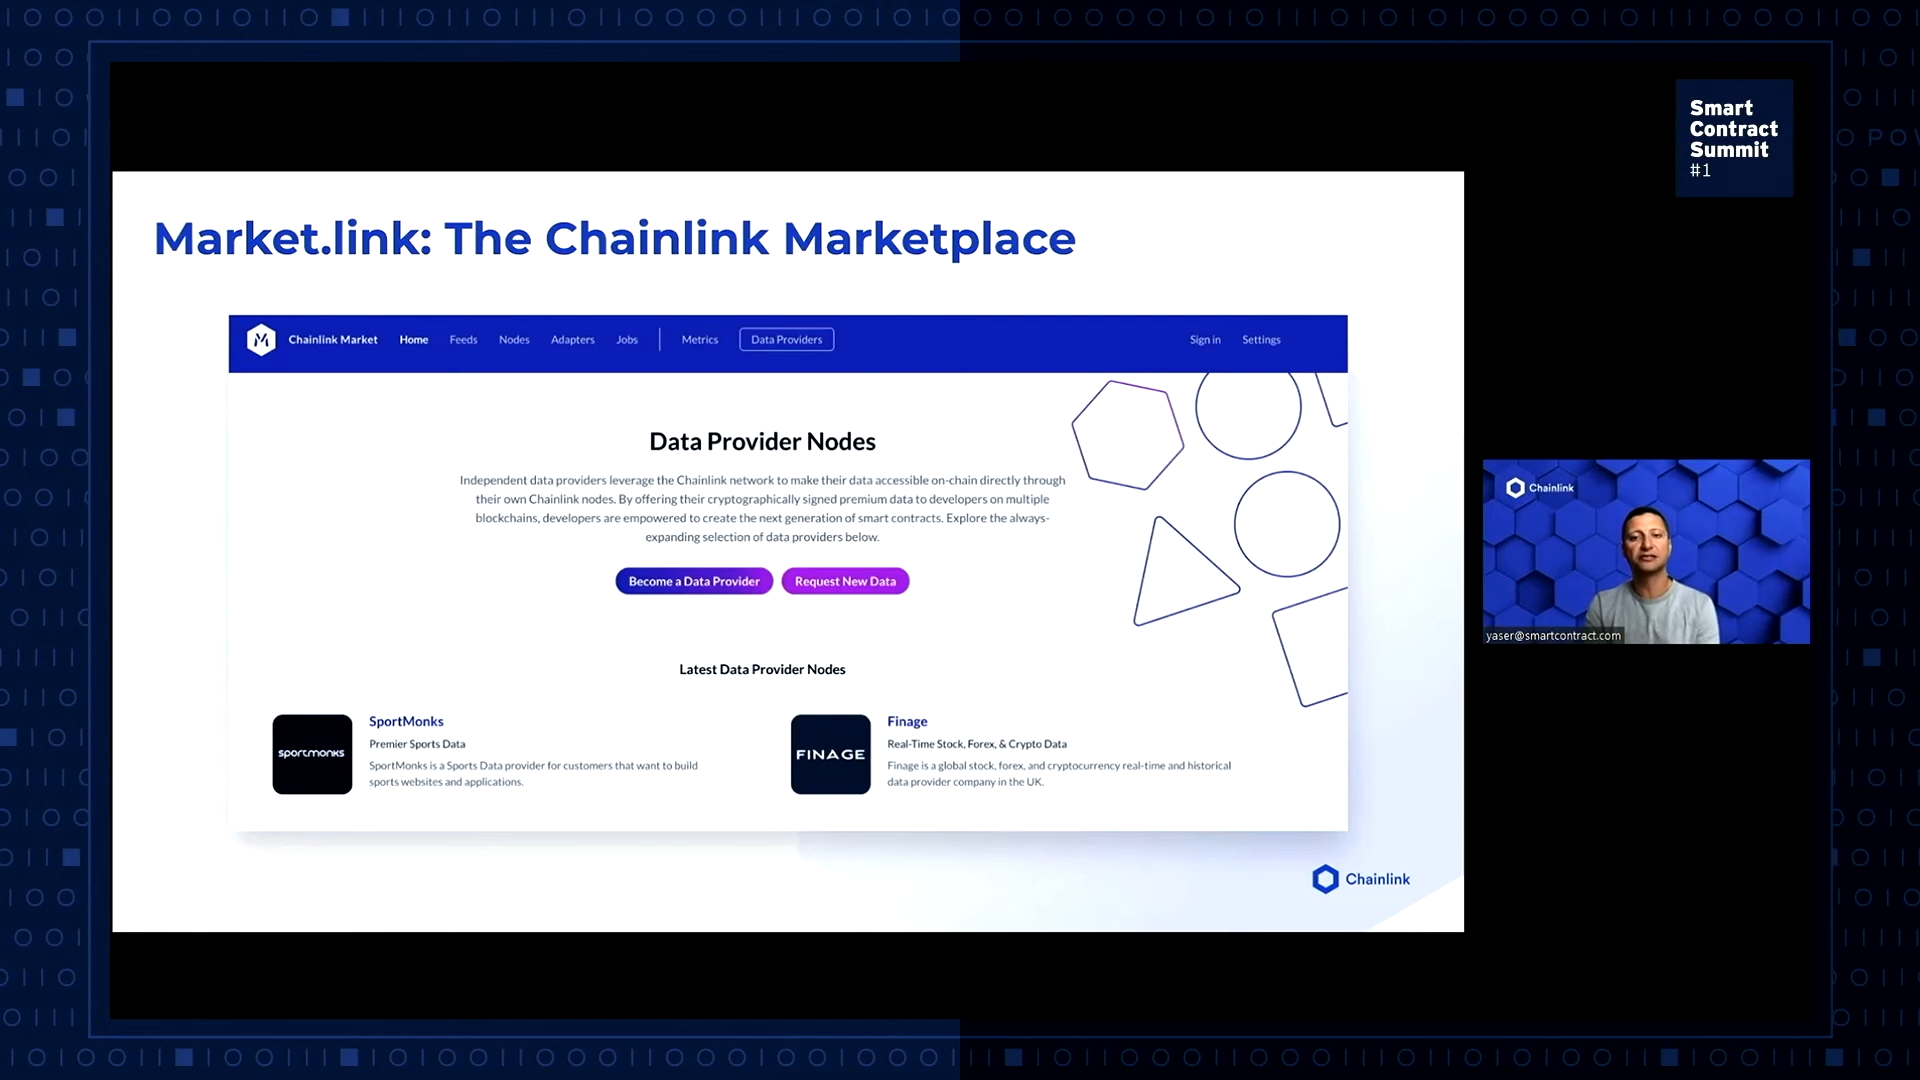 Smart
Contract
Summit
#1
Market.link: The Chainlink Marketplace
Chainlink Market Home Feeds Nodes Adapters Jobs Metrics Data Providers Sign in Settings
Data Provider Nodes
Independent data providers leverage the Chainlink network to make their data accessible on-chain directly through
their own Chainlink nodes. By offering their cryptographically signed premium data to developers on multiple
blockchains, developers are empowered to create the next generation of smart contracts. Explore the always-
expanding selection of data providers below.
Become a Data Provider Request New Data
Latest Data Provider Nodes
sportmonks
SportMonks
Premier Sports Data
SportMonks is a Sports Data provider for customers that want to build
sports websites and applications.
FINAGE
Finage
Real-Time Stock, Forex, & Crypto Data
Finage is a global stock, forex, and cryptocurrency real-time and historical
data provider company in the UK.
Chainlink
Chainlink
yaser@smartcontract.com